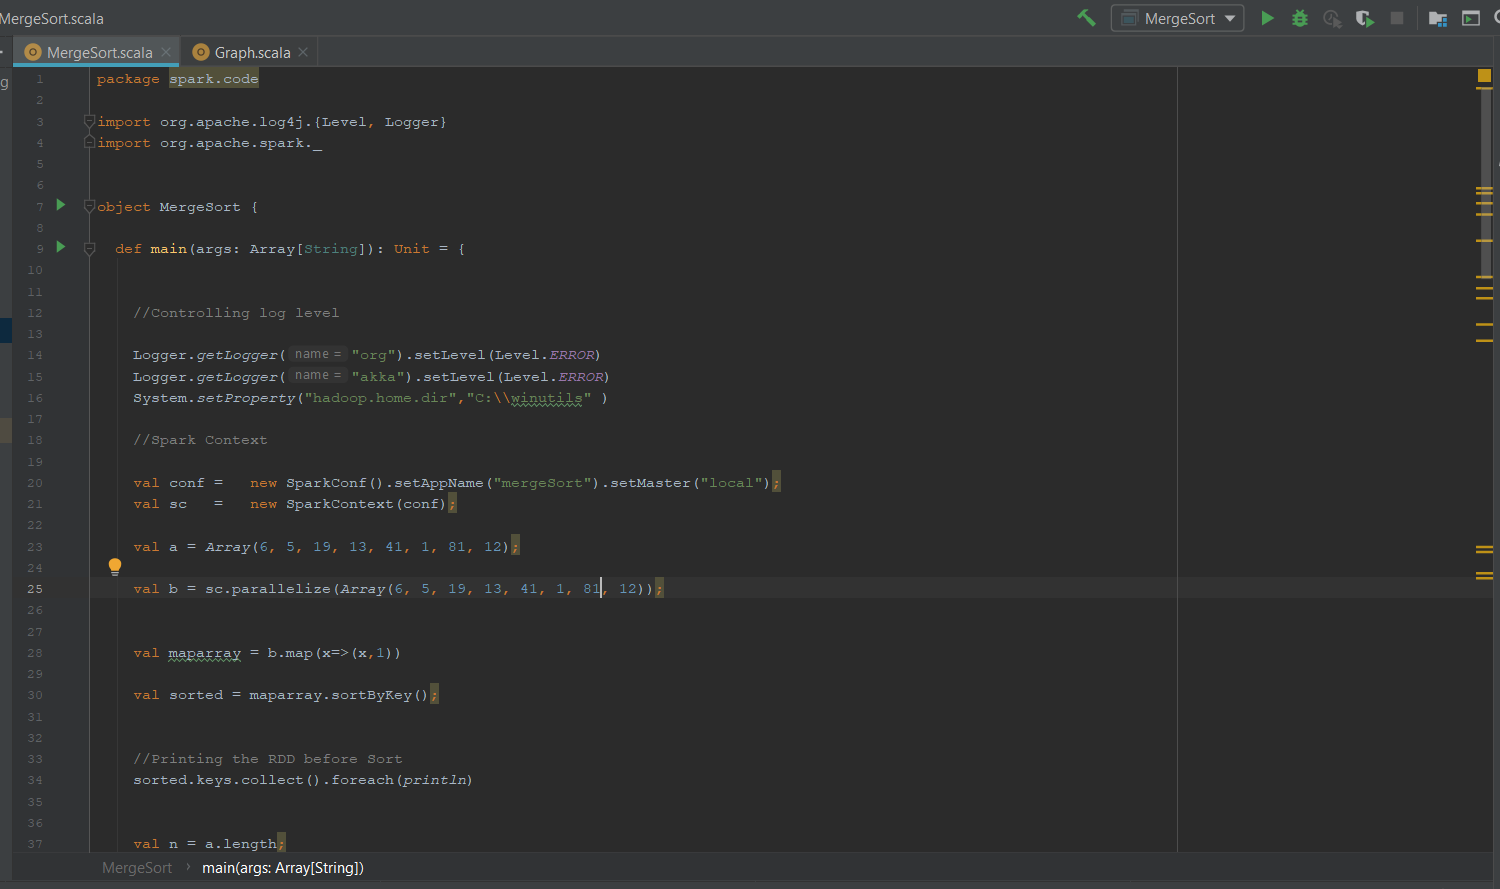 MergeSort.scala
MergeSort
MergeSort.scala Graph.scala
g
1 package spark.code
2
3 import org.apache.log4j.{Level, Logger}
4 import org.apache.spark._
5
6
7 object MergeSort {
8
9 def main(args: Array[String]): Unit = {
10
11
12 //Controlling log level
13
14 Logger.getLogger( name = "org").setLevel(Level.ERROR)
15 Logger.getLogger( name = "akka").setLevel(Level.ERROR)
16 System.setProperty("hadoop.home.dir","C:\\winutils" )
17
18 //Spark Context
19
20 val conf =   new SparkConf().setAppName("mergeSort").setMaster("local");
21 val sc   =   new SparkContext(conf);
22
23 val a = Array(6, 5, 19, 13, 41, 1, 81, 12);
24
25 val b = sc.parallelize(Array(6, 5, 19, 13, 41, 1, 81, 12));
26
27
28 val maparray = b.map(x=>(x,1))
29
30 val sorted = maparray.sortByKey();
31
32
33 //Printing the RDD before Sort
34 sorted.keys.collect().foreach(println)
35
36
37 val n = a.length;
MergeSort › main(args: Array[String])